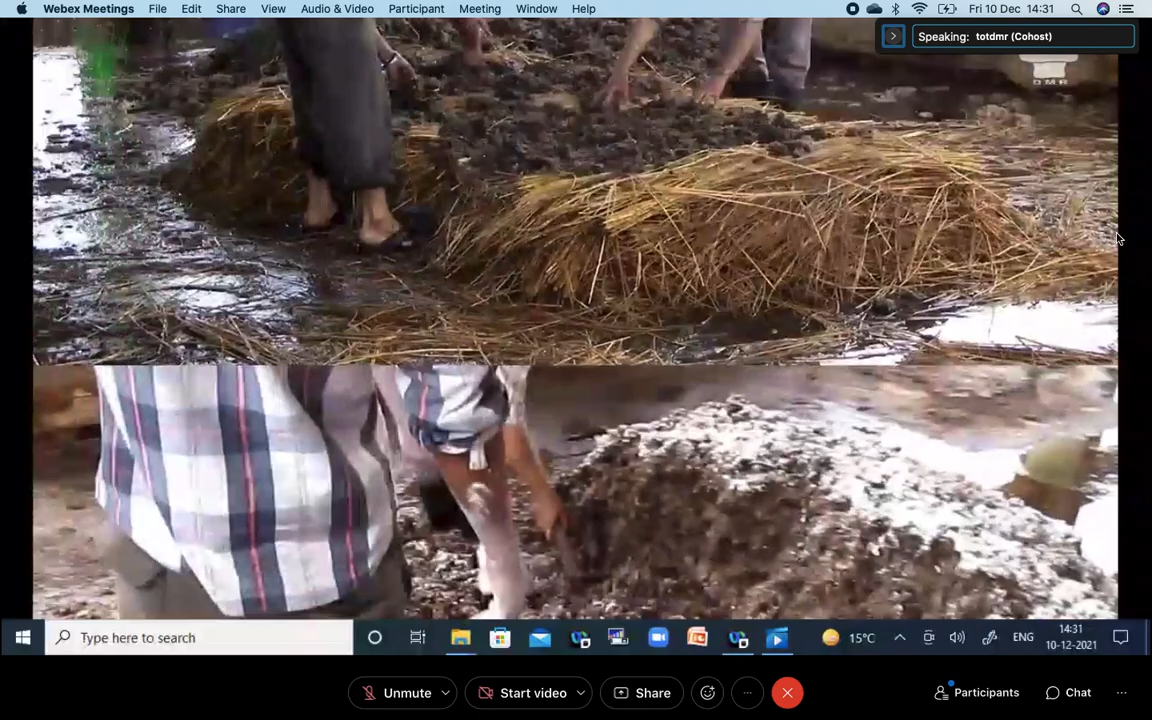 Webex Meetings File Edit Share View Audio & Video Participant Meeting Window Help Fri 10 Dec 14:31
Speaking: totdmr (Cohost)
DMR
Type here to search 15°C ENG 14:31
10-12-2021
Unmute Start video Share Participants Chat